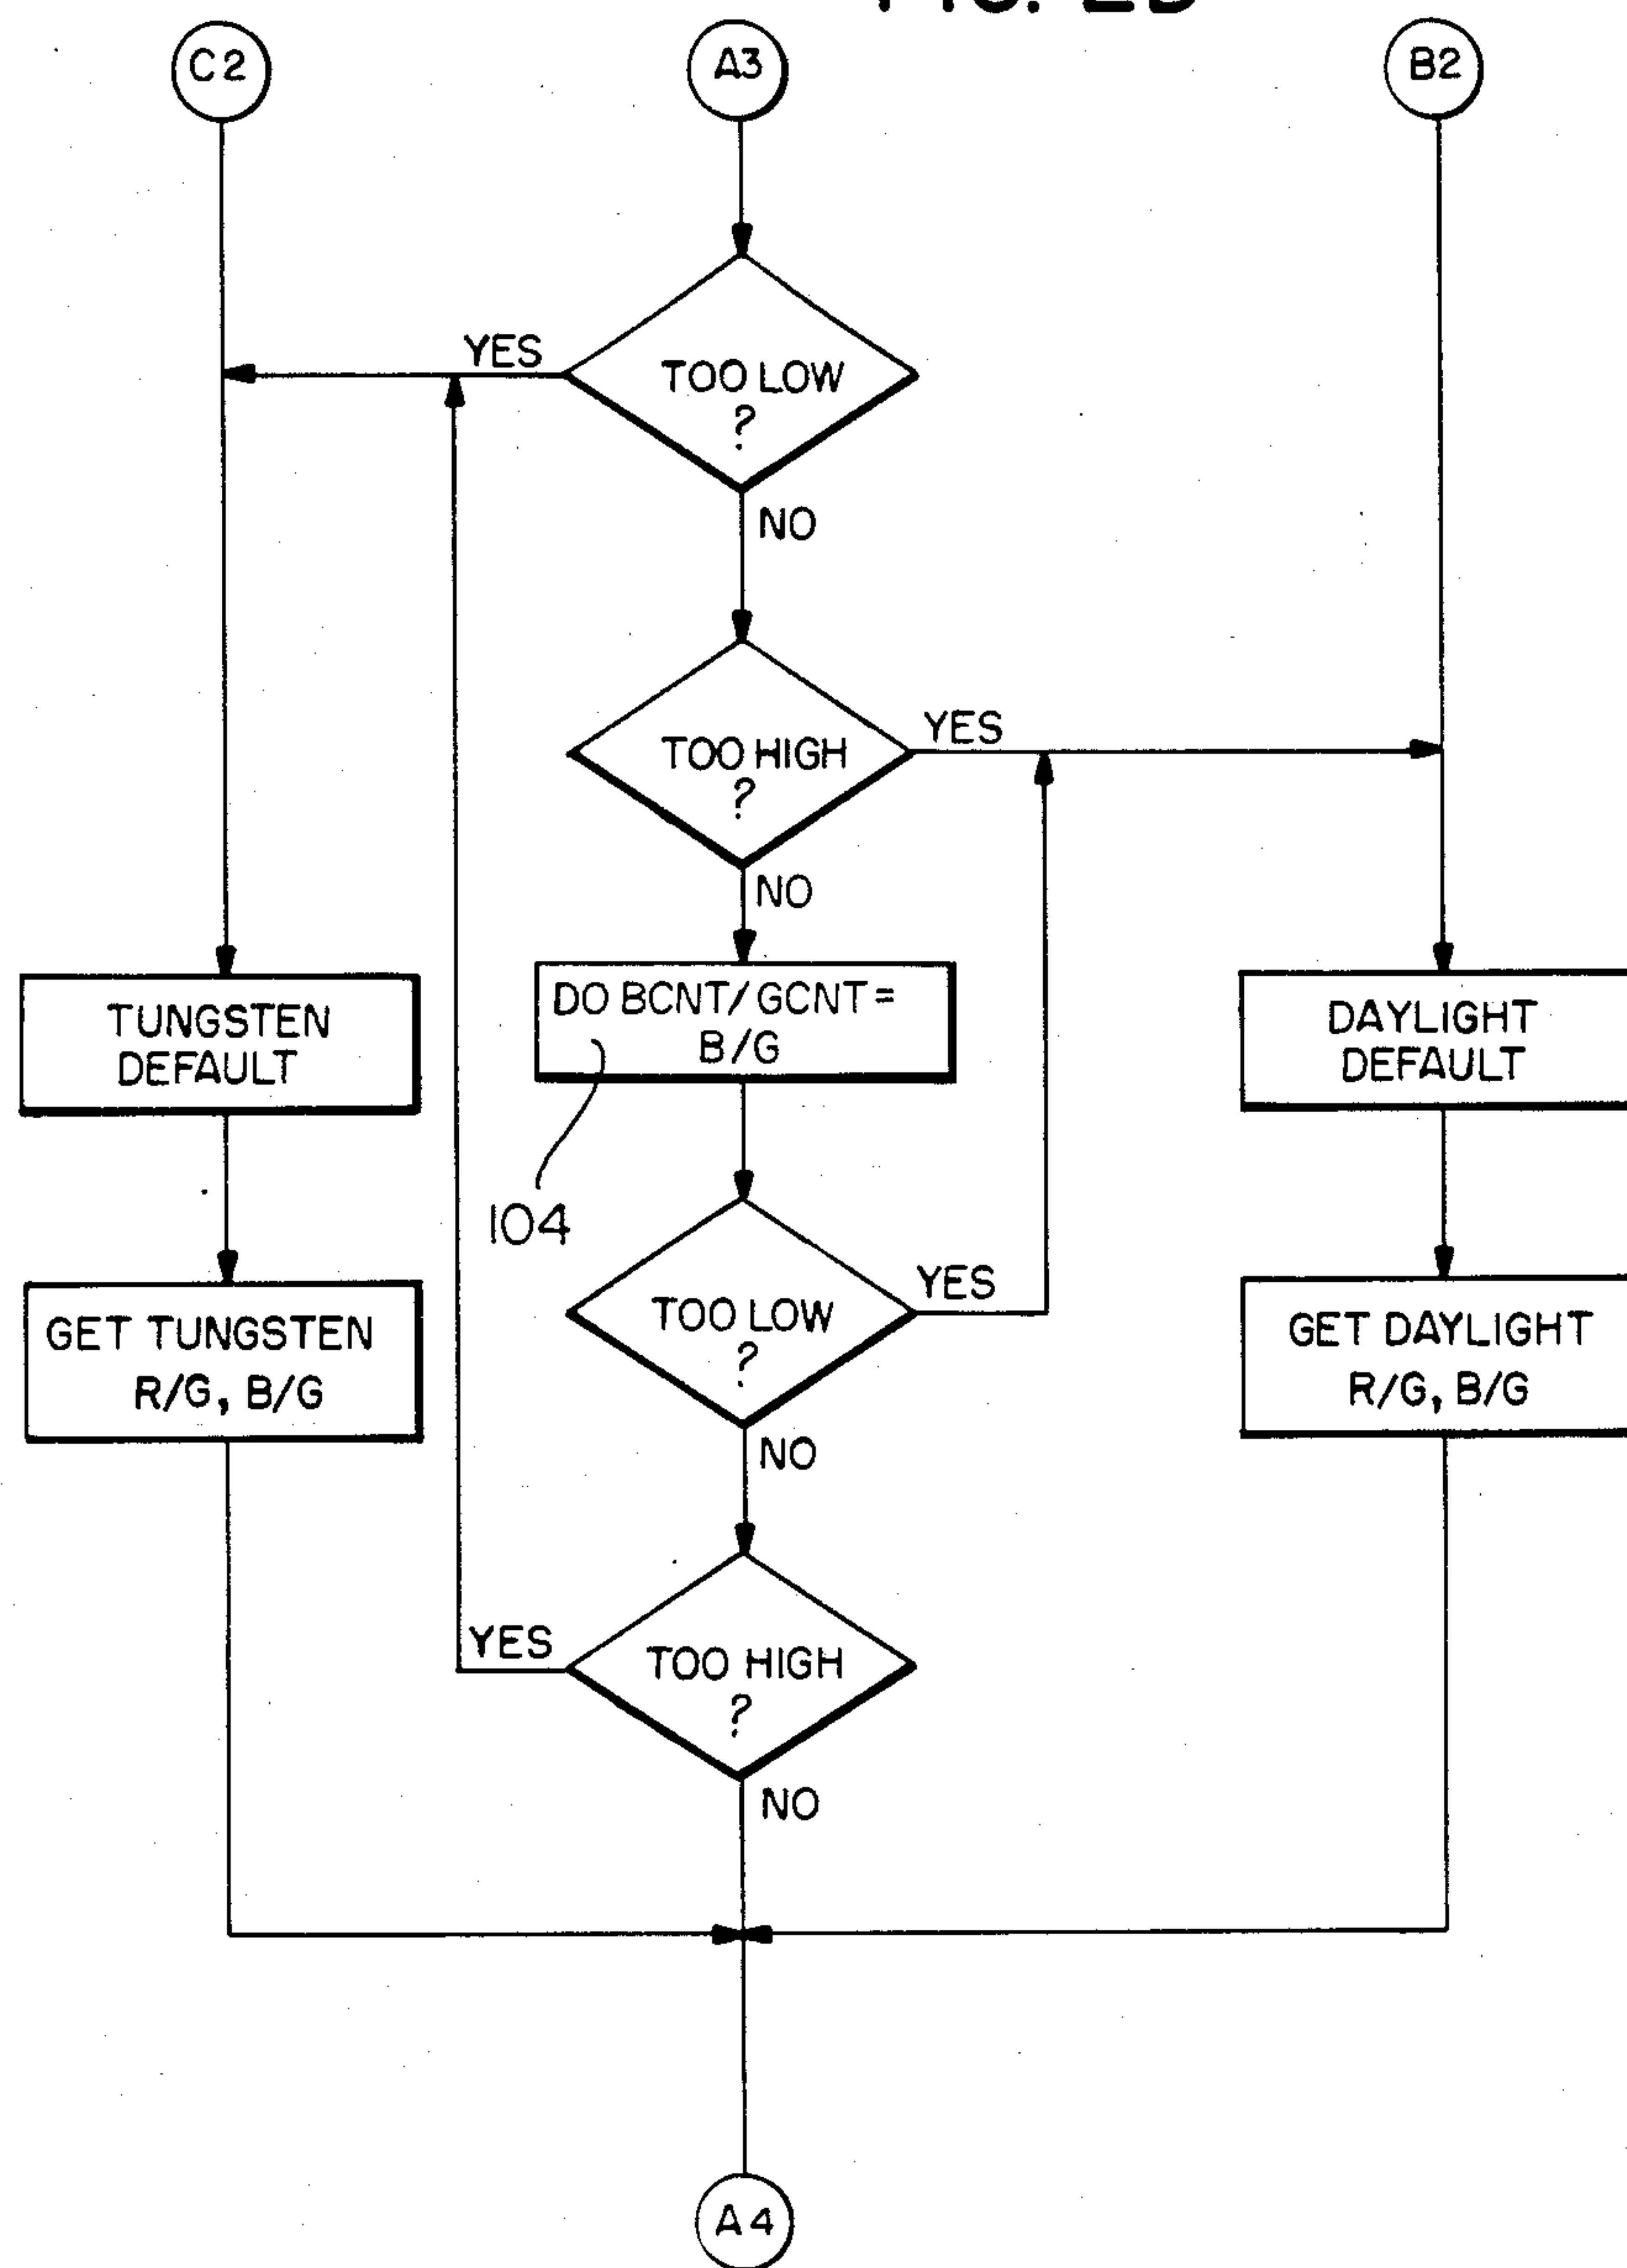 C2
A3
B2
YES
TOO LOW
?
NO
YES
TOO HIGH
?
NO
TUNGSTEN
DEFAULT
DO BCNT/GCNT =
B/G
DAYLIGHT
DEFAULT
104
GET TUNGSTEN
R/G, B/G
YES
TOO LOW
?
GET DAYLIGHT
R/G, B/G
NO
YES
TOO HIGH
?
NO
A4